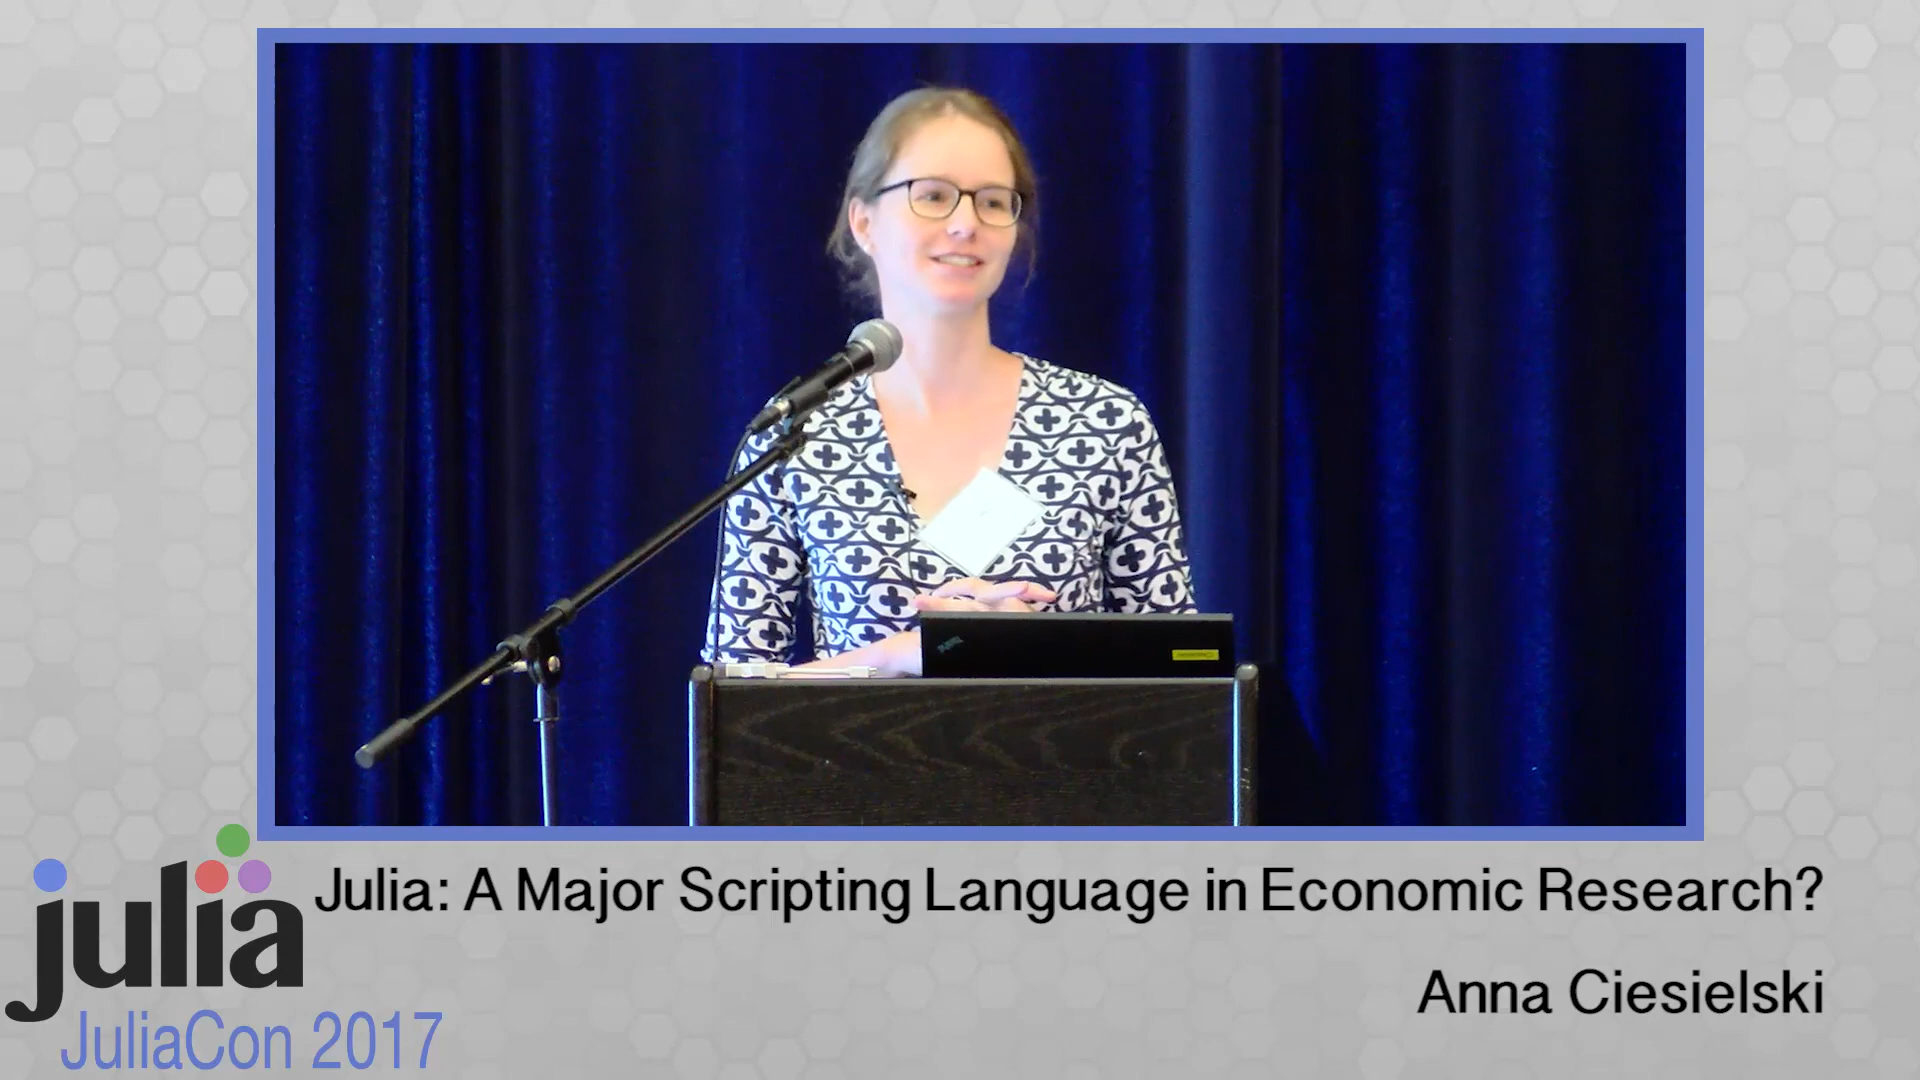 julia
Julia: A Major Scripting Language in Economic Research?
Anna Ciesielski
JuliaCon 2017